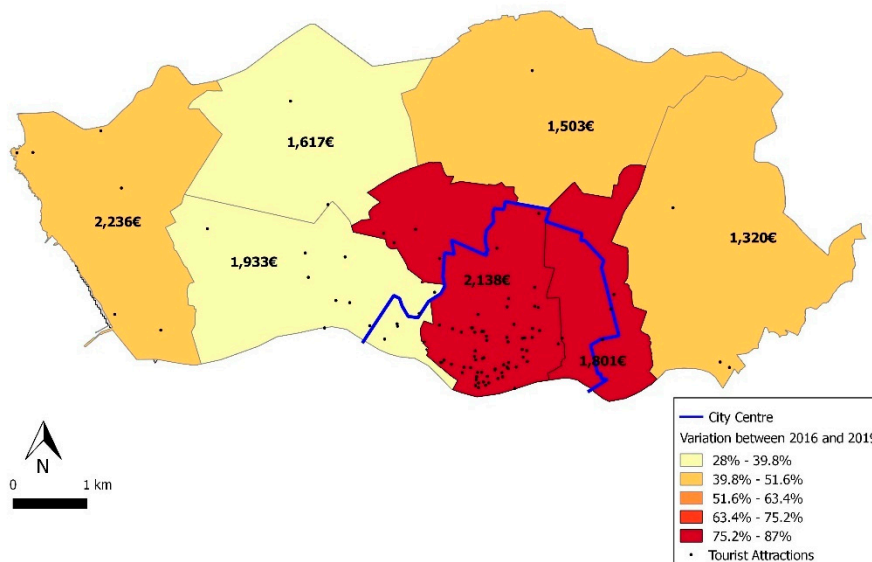 1,617€
1,503€
2,236€
1,933€
2,138€
1,320€
1,801€
N
0 1 km
City Centre
Variation between 2016 and 2019
28% - 39.8%
39.8% - 51.6%
51.6% - 63.4%
63.4% - 75.2%
75.2% - 87%
Tourist Attractions